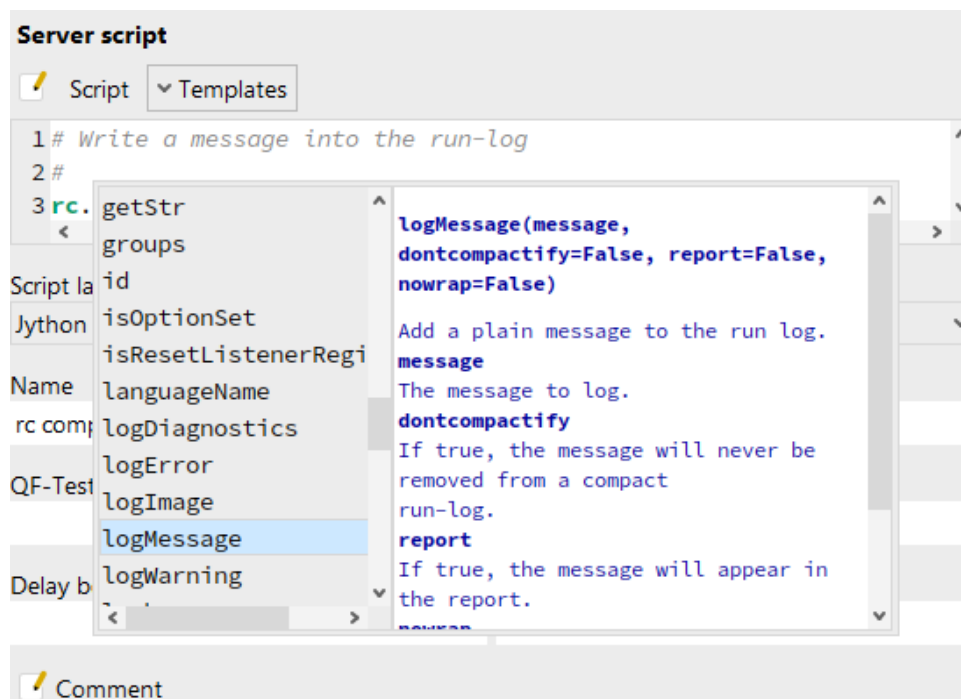 Server script
Script
Templates
1 # Write a message into the run-log
2 #
3 rc.
getStr
groups
id
isOptionSet
isResetListenerRegi
languageName
logDiagnostics
logError
logImage
logMessage
logWarning
logMessage(message,
dontcompactify=False, report=False,
nowrap=False)
Add a plain message to the run log.
message
The message to log.
dontcompactify
If true, the message will never be
removed from a compact
run-log.
report
If true, the message will appear in
the report.
nowrap
Script la
Jython
Name
rc comp
QF-Test
Delay b
Comment